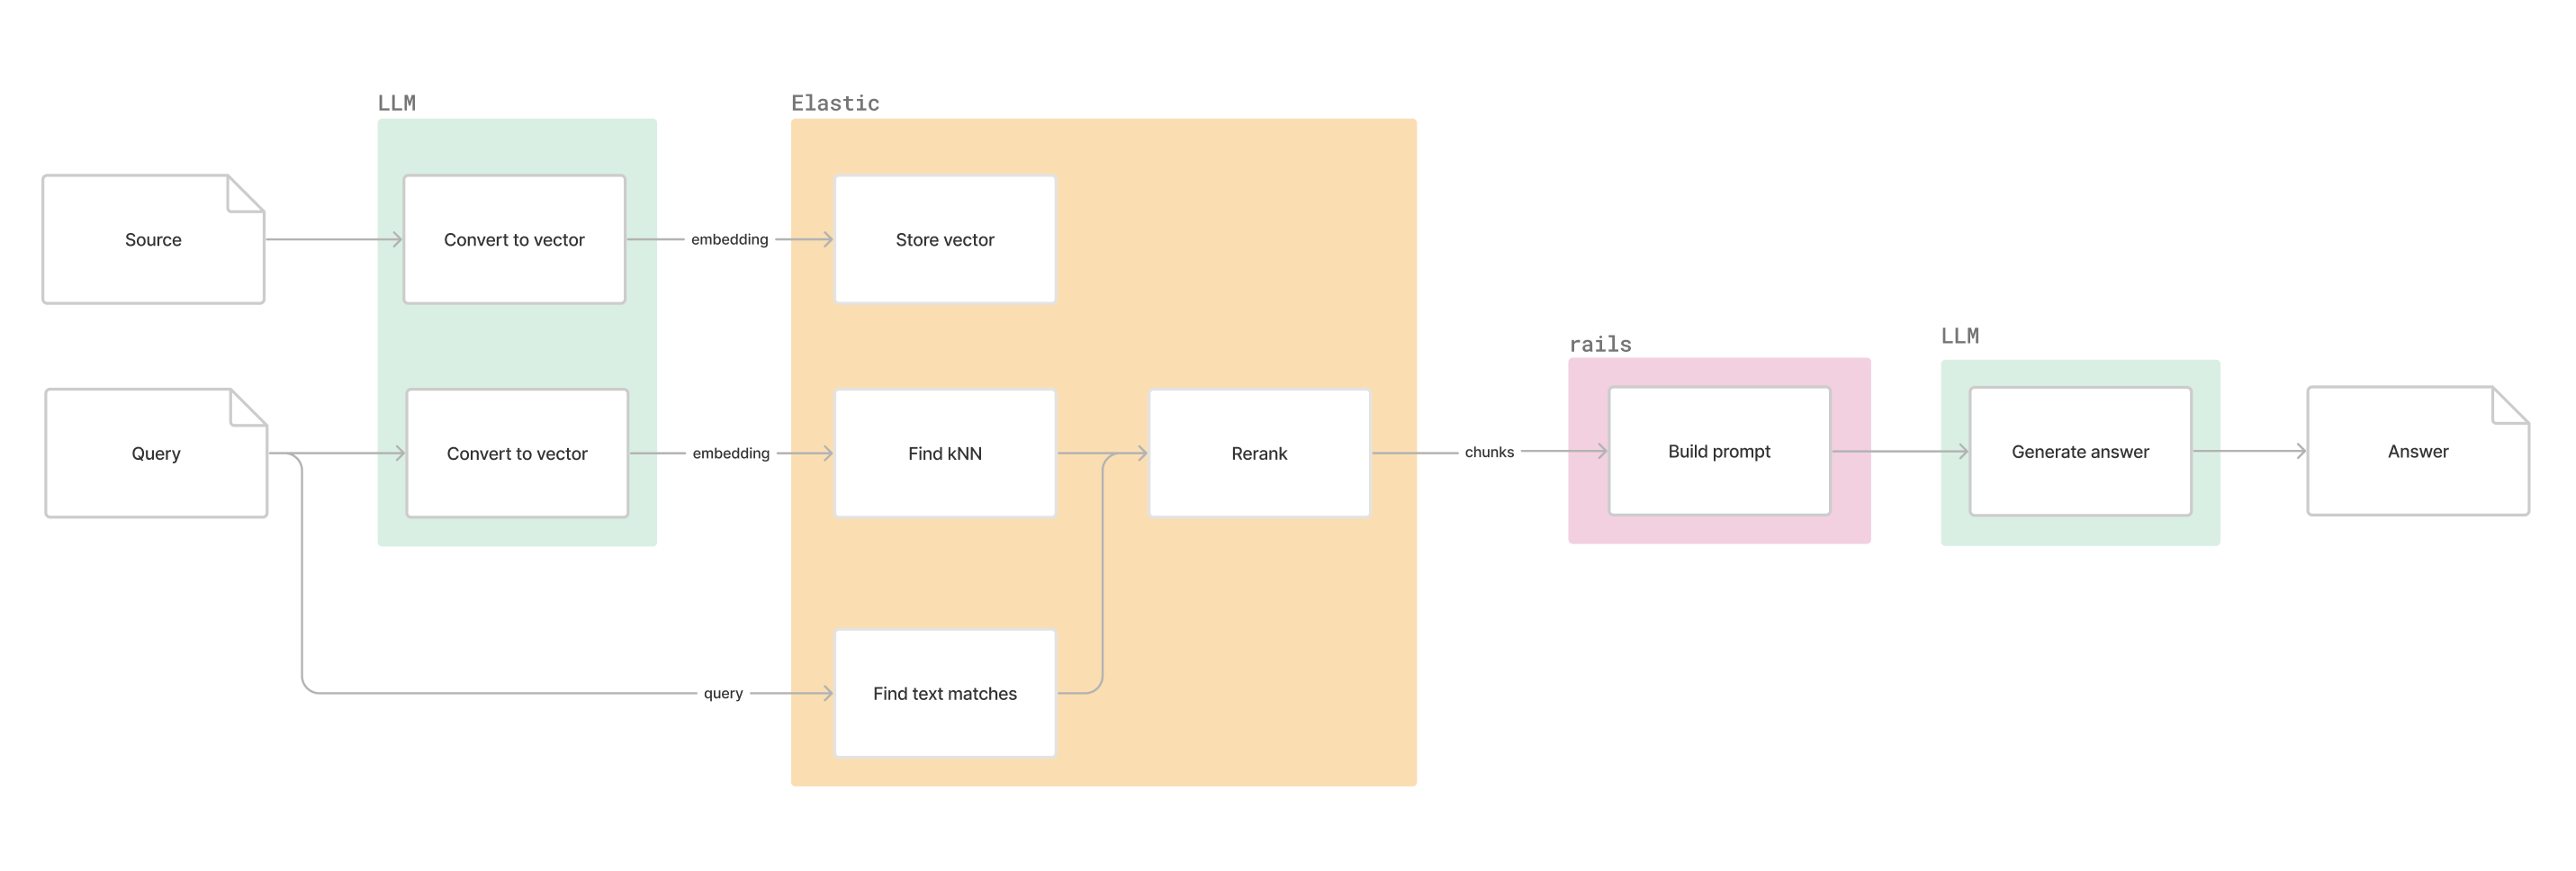 LLM
Elastic
Source
Convert to vector
embedding
Store vector
rails
LLM
Query
Convert to vector
embedding
Find kNN
Rerank
chunks
Build prompt
Generate answer
Answer
query
Find text matches